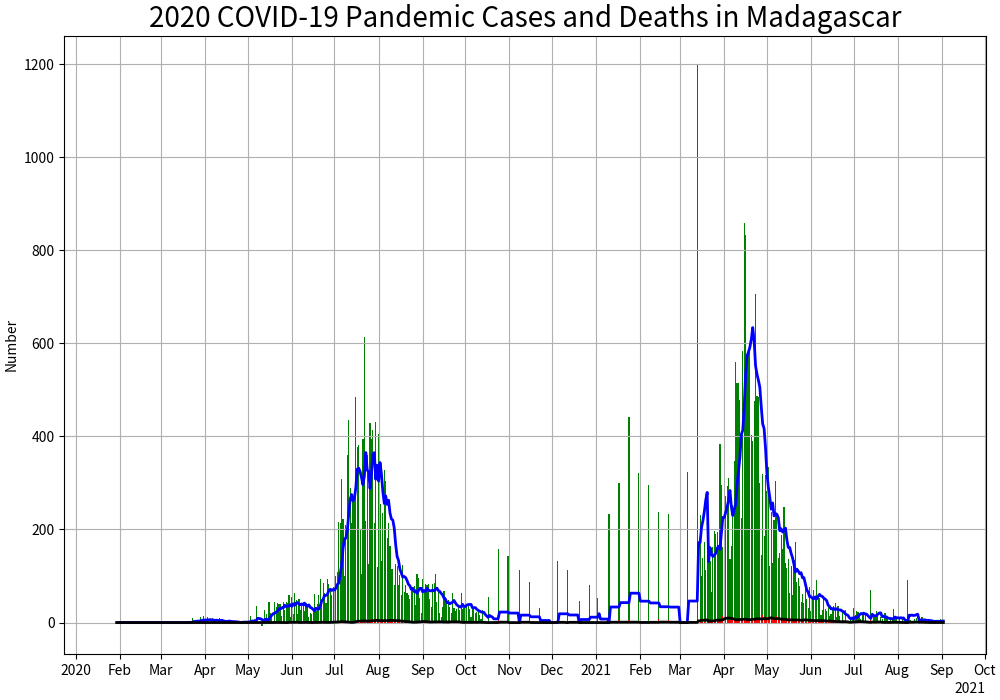 2020 COVID-19 Pandemic Cases and Deaths in Madagascar
1200
1000
800
600
400
200
0
Number
2020 Feb Mar Apr May Jun Jul Aug Sep Oct Nov Dec 2021 Feb Mar Apr May Jun Jul Aug Sep Oct
2021